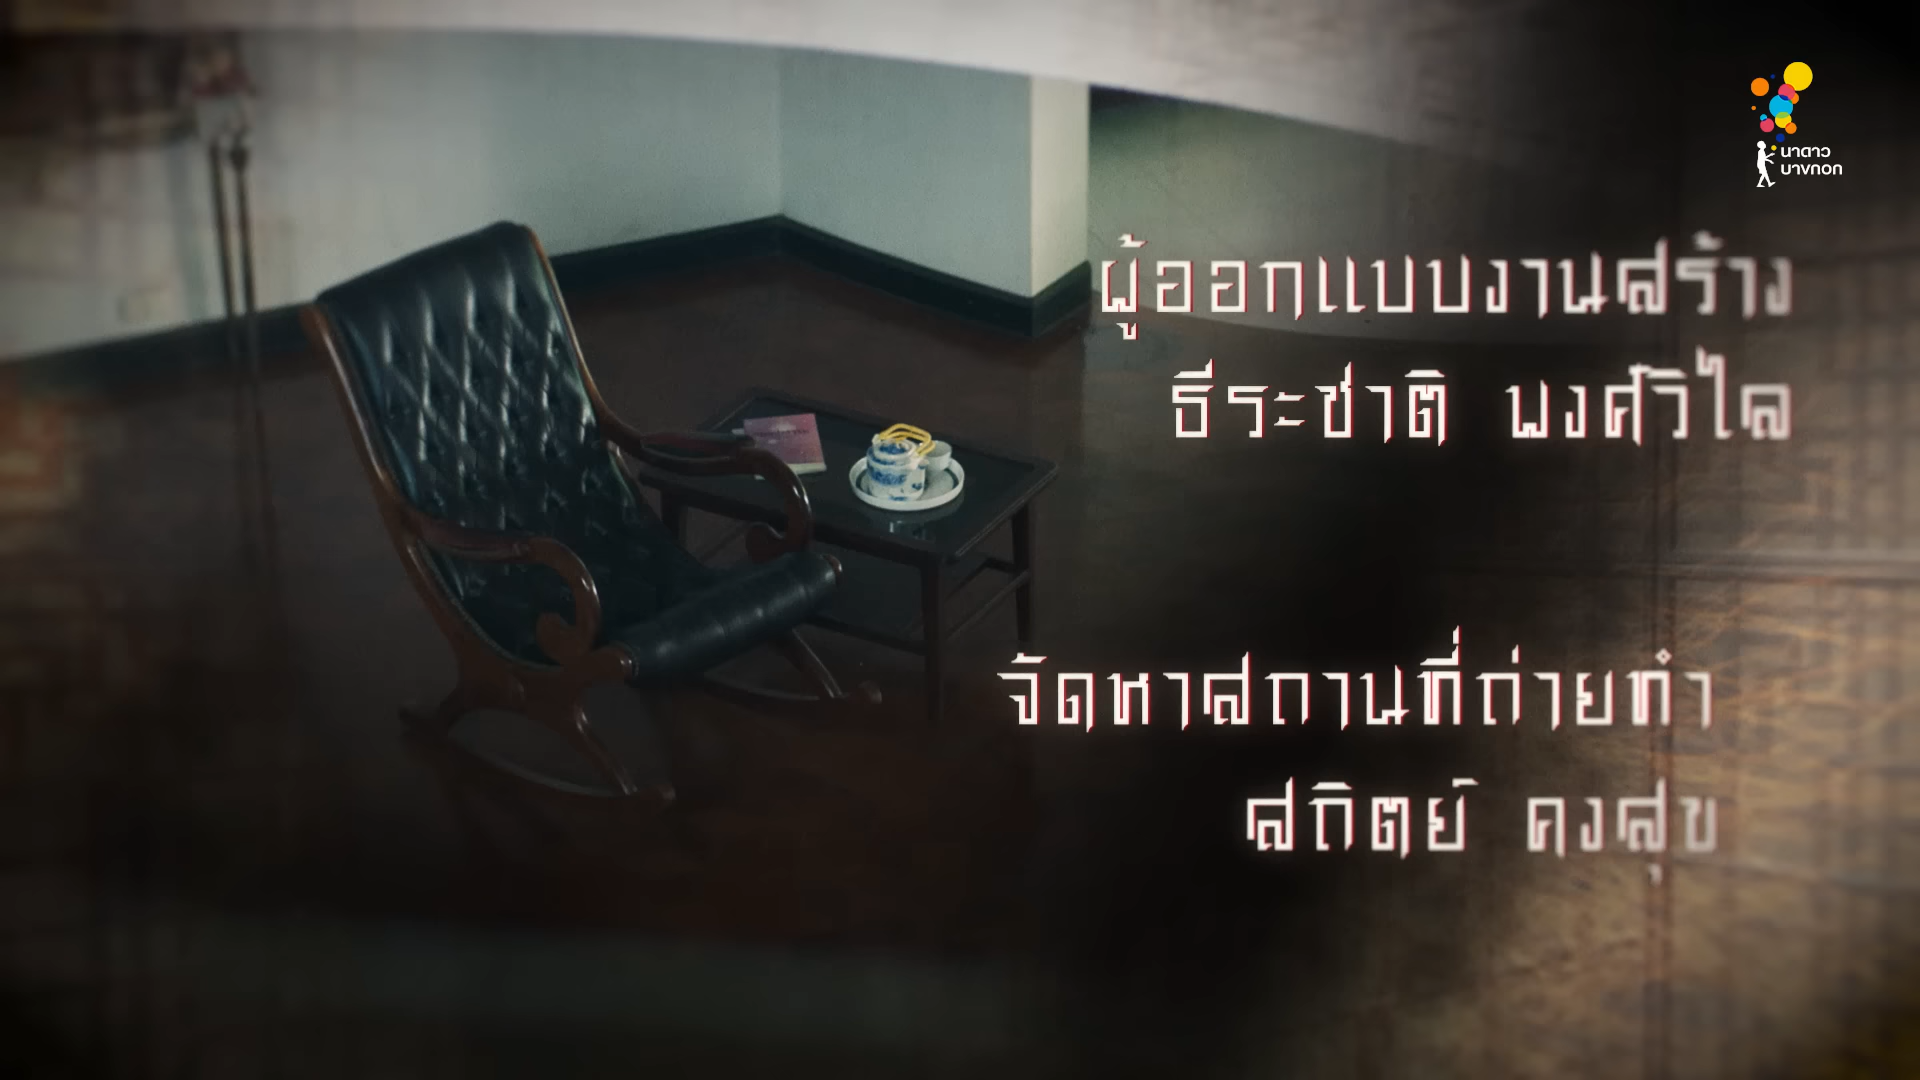 นาดาว
บางกอก
ผู้ออกแบบงานสร้าง
ธีระชาติ พงศ์วิไล
จัดหาสถานที่ถ่ายทำ
สถิตย์ คงสุข